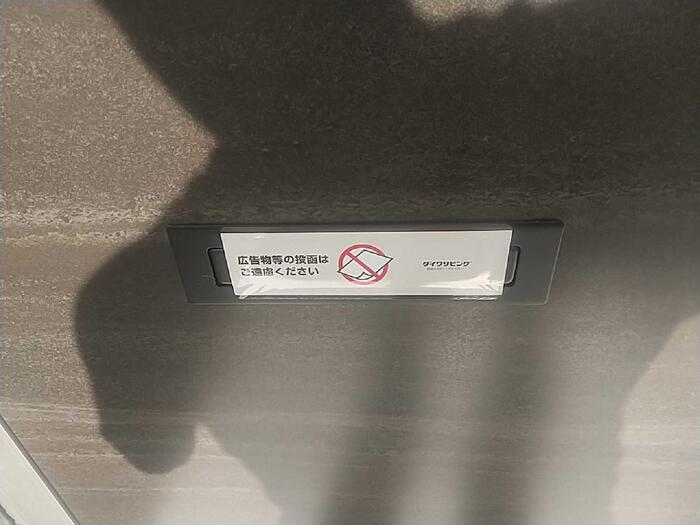 広告物等の投函は
ご遠慮ください
ダイワリビング